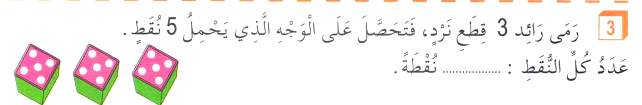 3 رَمَى رَائِد 3 قِطَعِ نَرْدٍ، فَتَحَصَّلَ عَلَى الْوَجْهِ الَّذِي يَحْمِلُ 5 نُقَطٍ.
عَدَدُ كُلِّ النُّقَطِ : .................. نُقْطَةً.